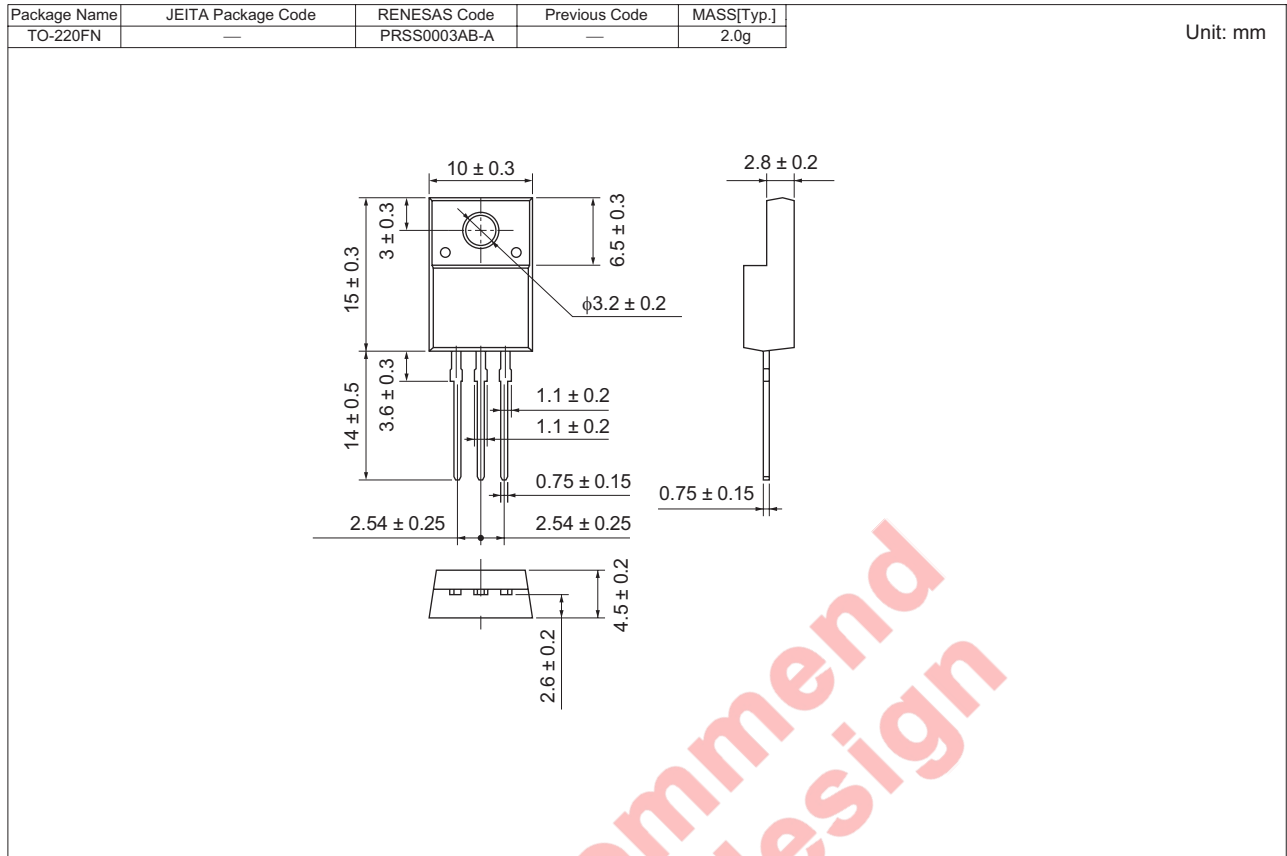 Package Name JEITA Package Code RENESAS Code Previous Code MASS[Typ.]
TO-220FN — PRSS0003AB-A — 2.0g
Unit: mm
10 ± 0.3
2.8 ± 0.2
3 ± 0.3
6.5 ± 0.3
15 ± 0.3
ϕ3.2 ± 0.2
3.6 ± 0.3
14 ± 0.5
1.1 ± 0.2
1.1 ± 0.2
0.75 ± 0.15
0.75 ± 0.15
2.54 ± 0.25
2.54 ± 0.25
4.5 ± 0.2
2.6 ± 0.2
ommend
design